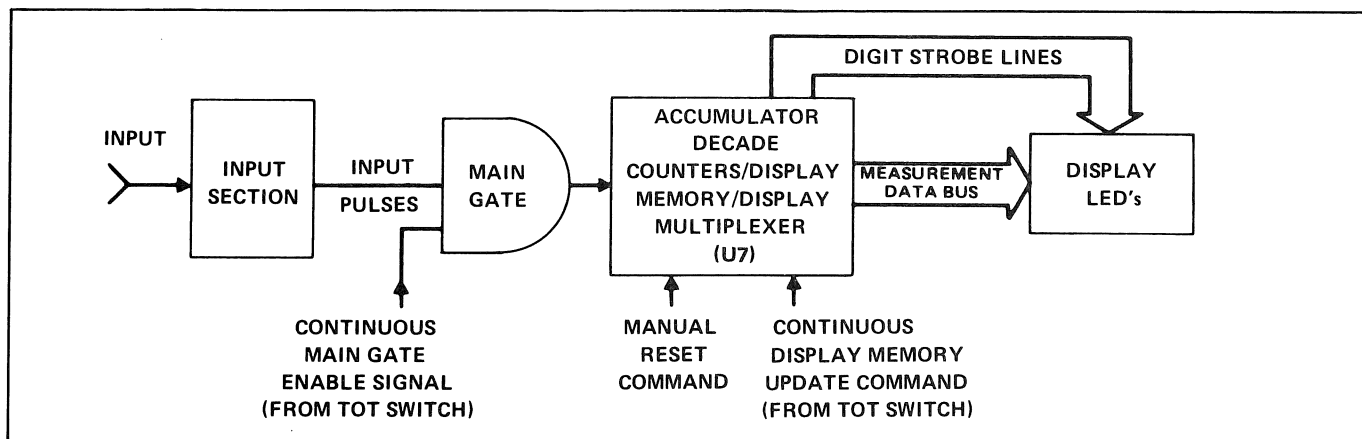 DIGIT STROBE LINES
INPUT
INPUT
SECTION
INPUT
PULSES
MAIN
GATE
ACCUMULATOR
DECADE
COUNTERS/DISPLAY
MEMORY/DISPLAY
MULTIPLEXER
(U7)
MEASUREMENT
DATA BUS
DISPLAY
LED's
CONTINUOUS
MAIN GATE
ENABLE SIGNAL
(FROM TOT SWITCH)
MANUAL
RESET
COMMAND
CONTINUOUS
DISPLAY MEMORY
UPDATE COMMAND
(FROM TOT SWITCH)